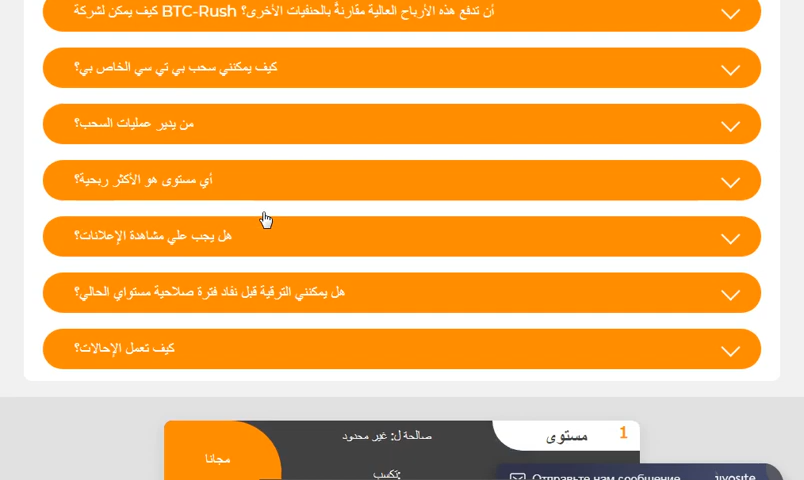 أن تدفع هذه الأرباح العالية مقارنةً بالحنفيات الأخرى؟ BTC-Rush كيف يمكن لشركة
كيف يمكنني سحب بي تي سي الخاص بي؟
من يدير عمليات السحب؟
أي مستوى هو الأكثر ربحية؟
هل يجب علي مشاهدة الإعلانات؟
هل يمكنني الترقية قبل نفاد فترة صلاحية مستواي الحالي؟
كيف تعمل الإحالات؟
مستوى 1
صالحة ل: غير محدود
مجانا
تكسب:
Отправьте нам сообщение jivosite